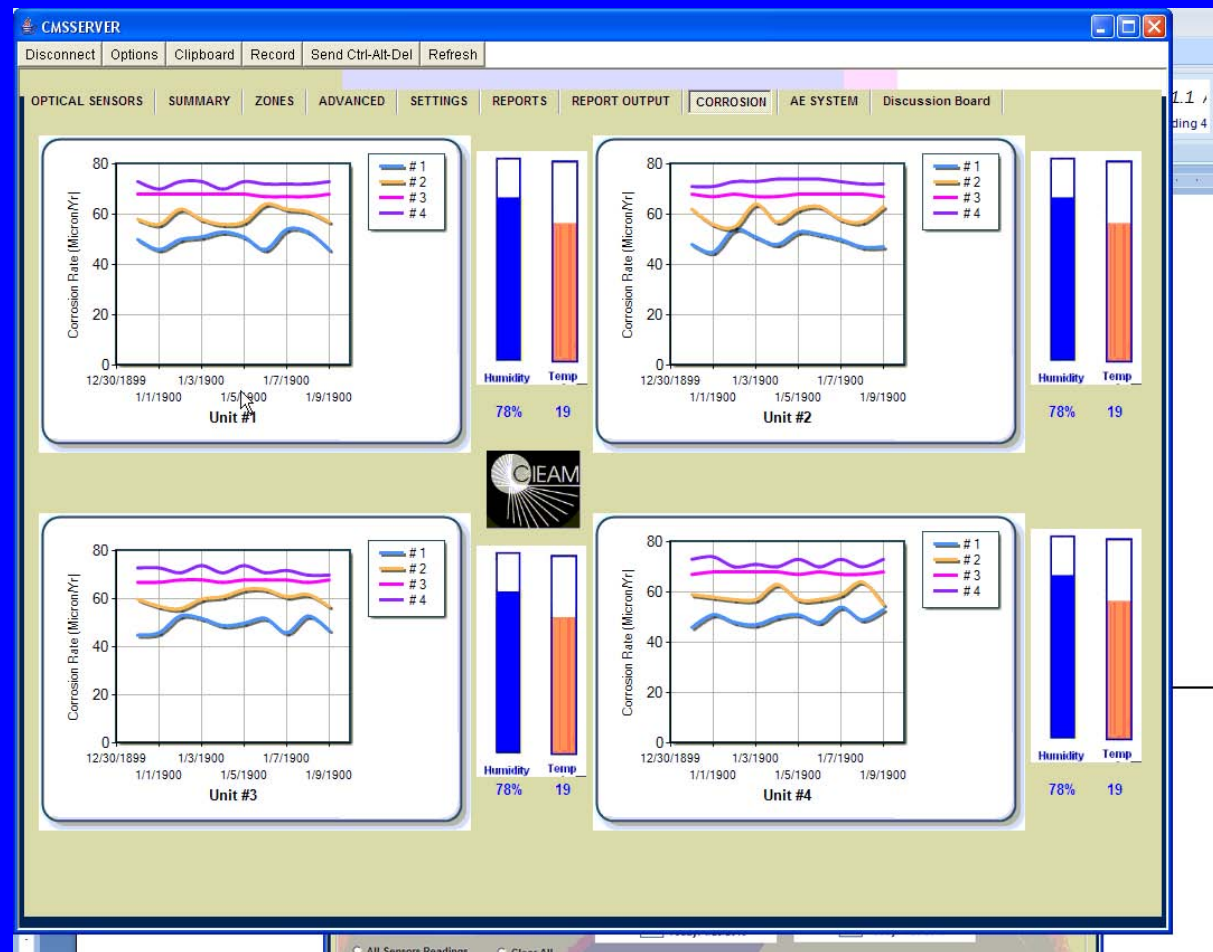 CMSSERVER
Disconnect Options Clipboard Record Send Ctrl-Alt-Del Refresh
OPTICAL SENSORS SUMMARY ZONES ADVANCED SETTINGS REPORTS REPORT OUTPUT CORROSION AE SYSTEM Discussion Board
1.1
ding 4
80
60
40
20
0
Corrosion Rate [Micron/Yr]
12/30/1899 1/3/1900 1/7/1900
1/1/1900 1/5/1900 1/9/1900
Unit #1
# 1
# 2
# 3
# 4
Humidity Temp
78% 19
80
60
40
20
0
Corrosion Rate [Micron/Yr]
12/30/1899 1/3/1900 1/7/1900
1/1/1900 1/5/1900 1/9/1900
Unit #2
# 1
# 2
# 3
# 4
Humidity Temp
78% 19
CIEAM
80
60
40
20
0
Corrosion Rate [Micron/Yr]
12/30/1899 1/3/1900 1/7/1900
1/1/1900 1/5/1900 1/9/1900
Unit #3
# 1
# 2
# 3
# 4
Humidity Temp
78% 19
80
60
40
20
0
Corrosion Rate [Micron/Yr]
12/30/1899 1/3/1900 1/7/1900
1/1/1900 1/5/1900 1/9/1900
Unit #4
# 1
# 2
# 3
# 4
Humidity Temp
78% 19
All Sensors Readings Clear All